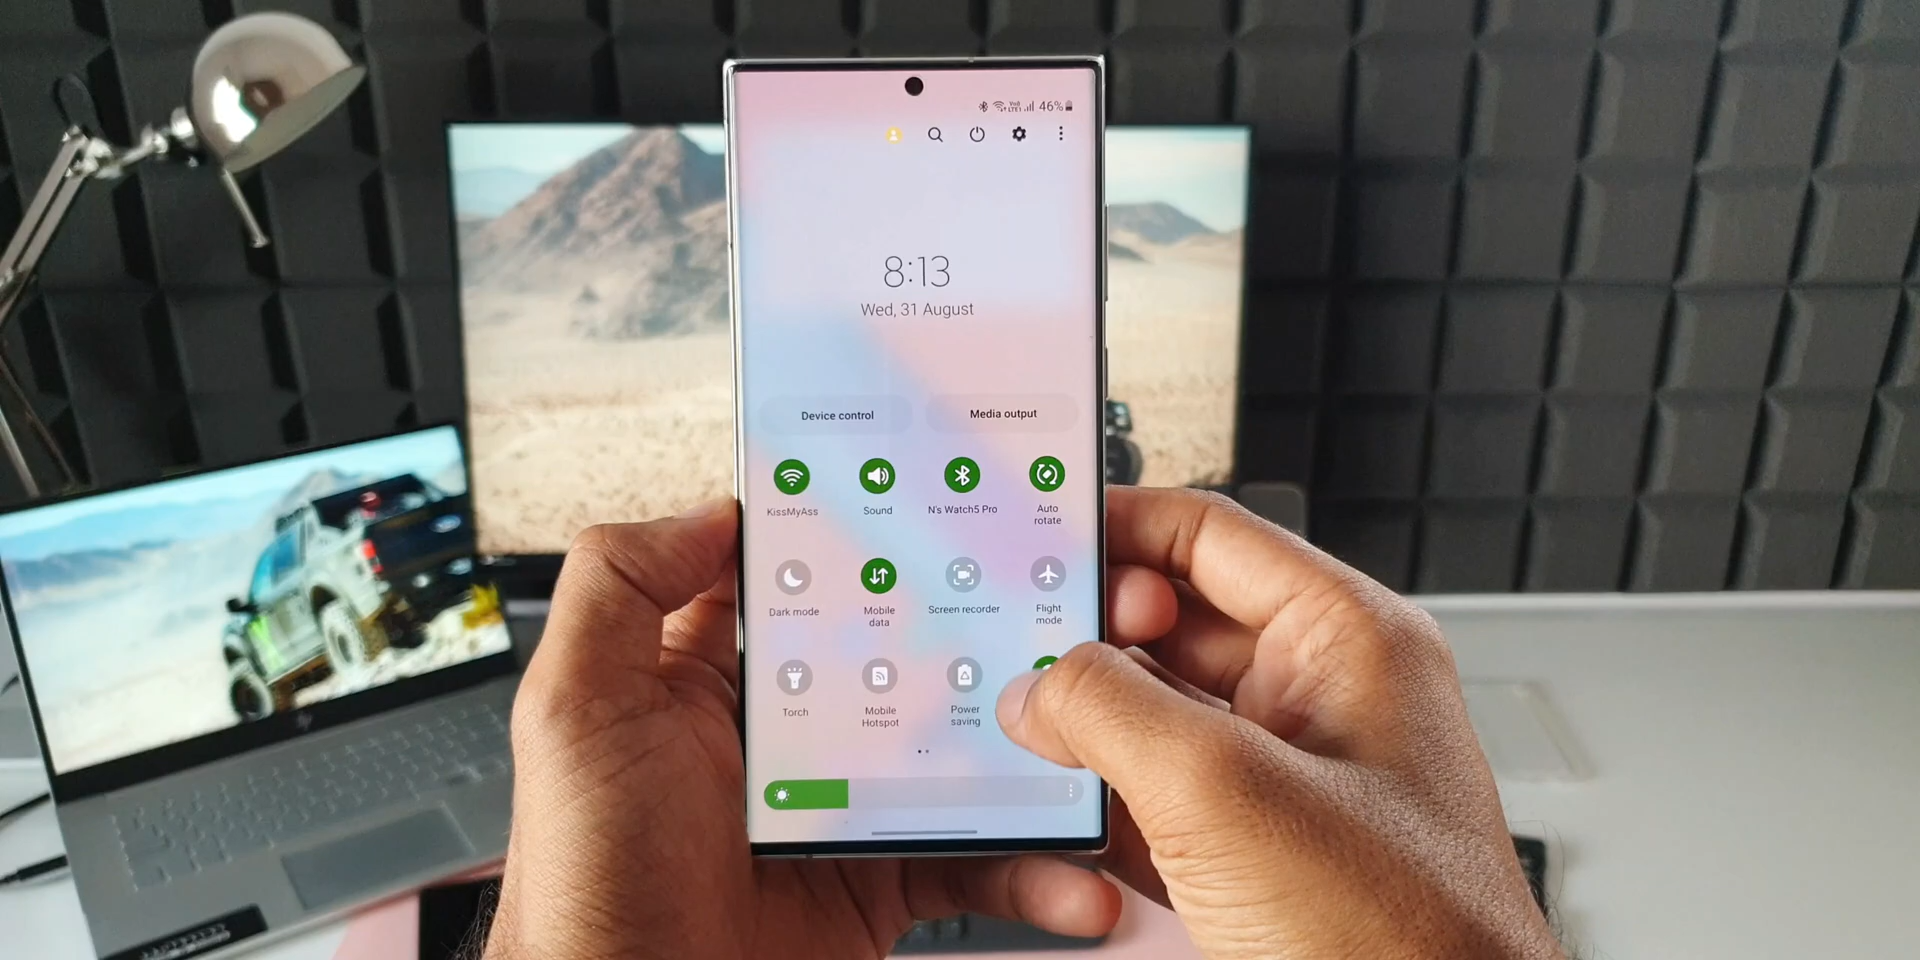 46%
8:13
Wed, 31 August
Device control
Media output
KissMyAss
Sound
N's Watch5 Pro
Auto
rotate
Dark mode
Mobile
data
Screen recorder
Flight
mode
Torch
Mobile
Hotspot
Power
saving